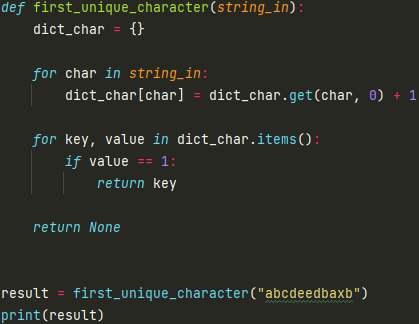 def first_unique_character(string_in):
    dict_char = {}
    for char in string_in:
        dict_char[char] = dict_char.get(char, 0) + 1
    for key, value in dict_char.items():
        if value == 1:
            return key
    return None
result = first_unique_character("abcdeedbaxb")
print(result)